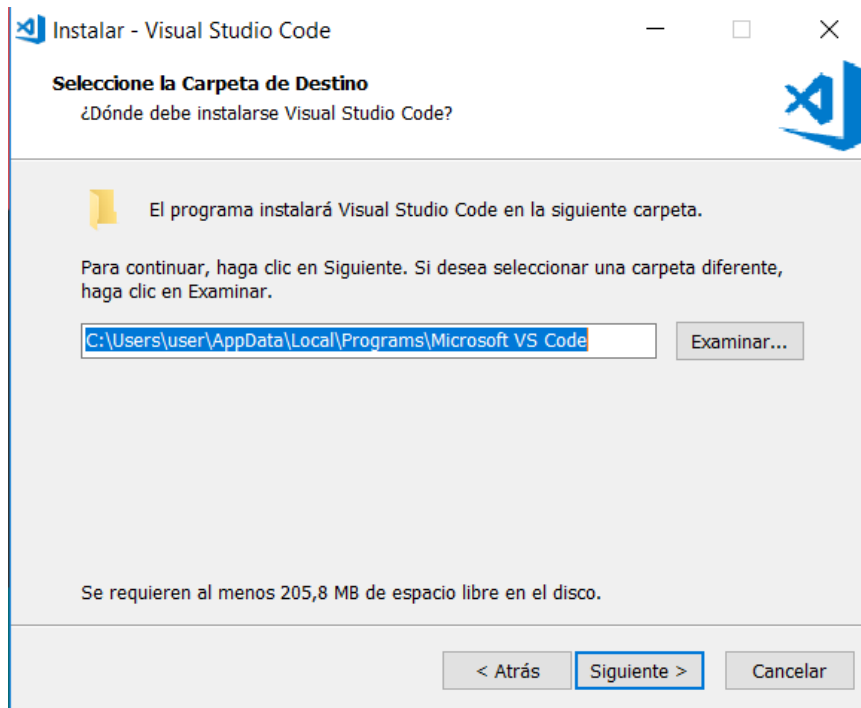 Instalar - Visual Studio Code
Seleccione la Carpeta de Destino
¿Dónde debe instalarse Visual Studio Code?
El programa instalará Visual Studio Code en la siguiente carpeta.
Para continuar, haga clic en Siguiente. Si desea seleccionar una carpeta diferente,
haga clic en Examinar.
C:\Users\user\AppData\Local\Programs\Microsoft VS Code
Examinar...
Se requieren al menos 205,8 MB de espacio libre en el disco.
< Atrás
Siguiente >
Cancelar